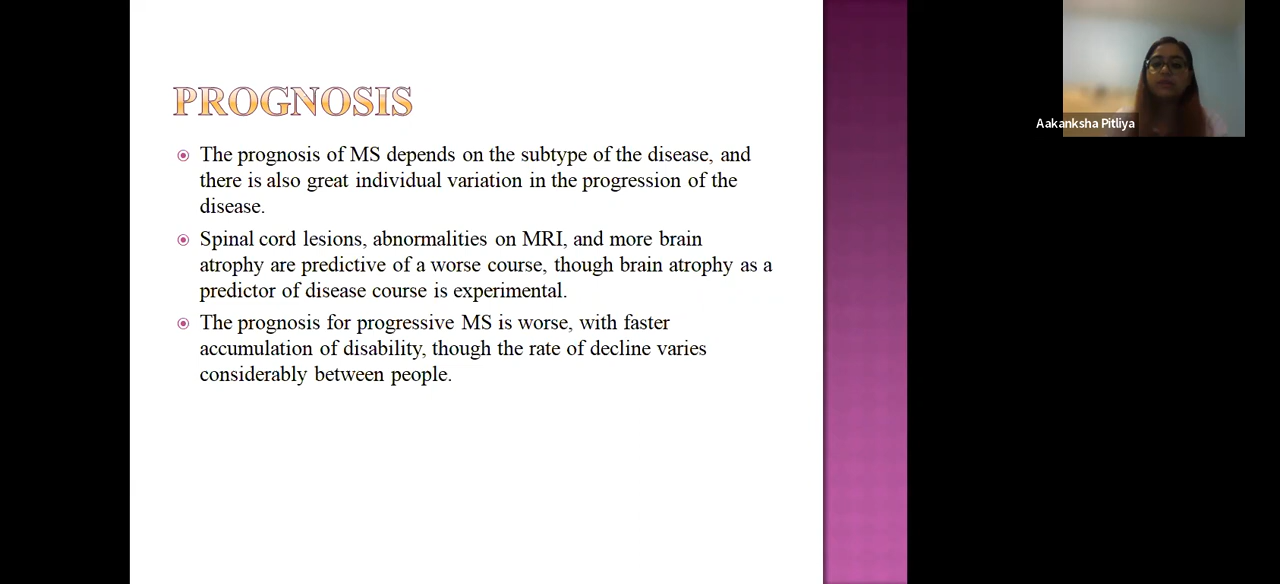 PROGNOSIS
The prognosis of MS depends on the subtype of the disease, and
there is also great individual variation in the progression of the
disease.
Spinal cord lesions, abnormalities on MRI, and more brain
atrophy are predictive of a worse course, though brain atrophy as a
predictor of disease course is experimental.
The prognosis for progressive MS is worse, with faster
accumulation of disability, though the rate of decline varies
considerably between people.
Aakanksha Pitliya